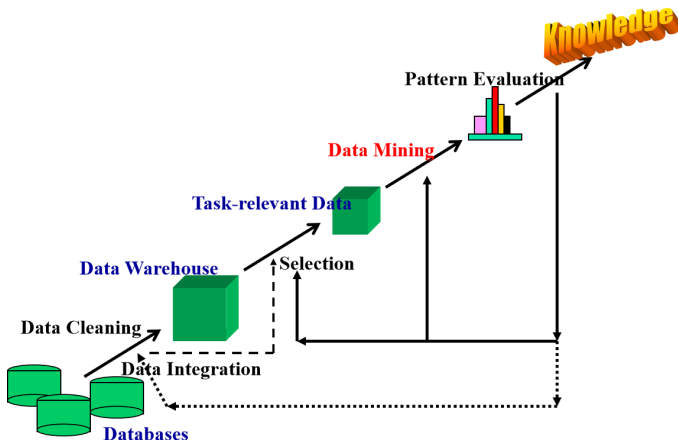 Knowledge
Pattern Evaluation
Data Mining
Task-relevant Data
Data Warehouse
Selection
Data Cleaning
Data Integration
Databases